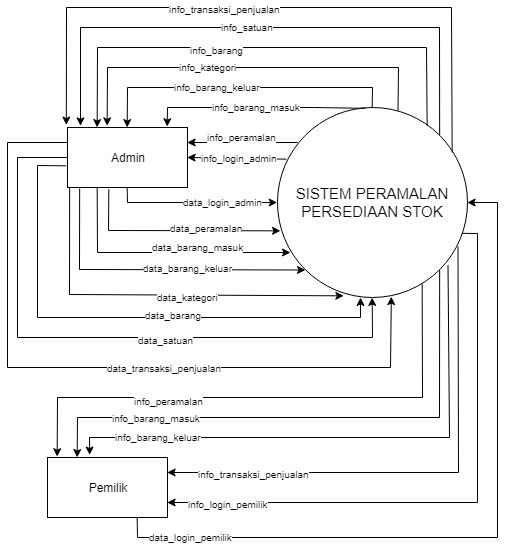 info_transaksi_penjualan
info_satuan
info_barang
info_kategori
info_barang_keluar
info_barang_masuk
info_peramalan
info_login_admin
Admin
SISTEM PERAMALAN
PERSEDIAAN STOK
data_login_admin
data_peramalan
data_barang_masuk
data_barang_keluar
data_kategori
data_barang
data_satuan
data_transaksi_penjualan
info_peramalan
info_barang_masuk
info_barang_keluar
info_transaksi_penjualan
Pemilik
info_login_pemilik
data_login_pemilik